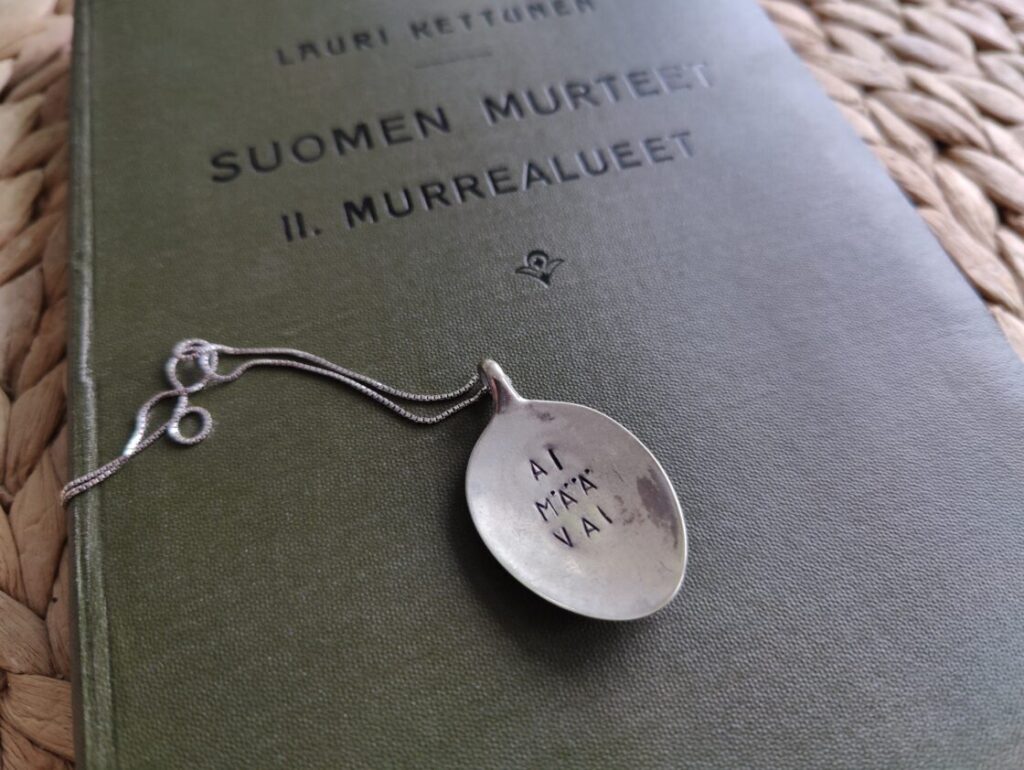 LAURI KETTUNEN
SUOMEN MURTEET
II. MURREALUEET
AI
MÄÄ
VAI